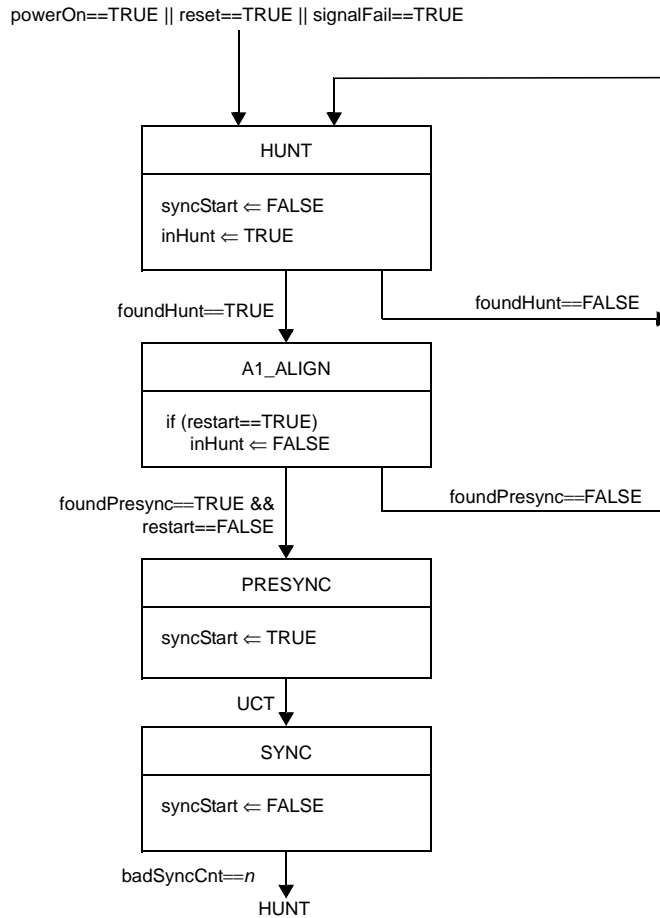 powerOn==TRUE || reset==TRUE || signalFail==TRUE
HUNT
syncStart ⇐ FALSE
inHunt ⇐ TRUE
foundHunt==TRUE
foundHunt==FALSE
A1_ALIGN
if (restart==TRUE)
inHunt ⇐ FALSE
foundPresync==TRUE &&
restart==FALSE
foundPresync==FALSE
PRESYNC
syncStart ⇐ TRUE
UCT
SYNC
syncStart ⇐ FALSE
badSyncCnt==n
HUNT